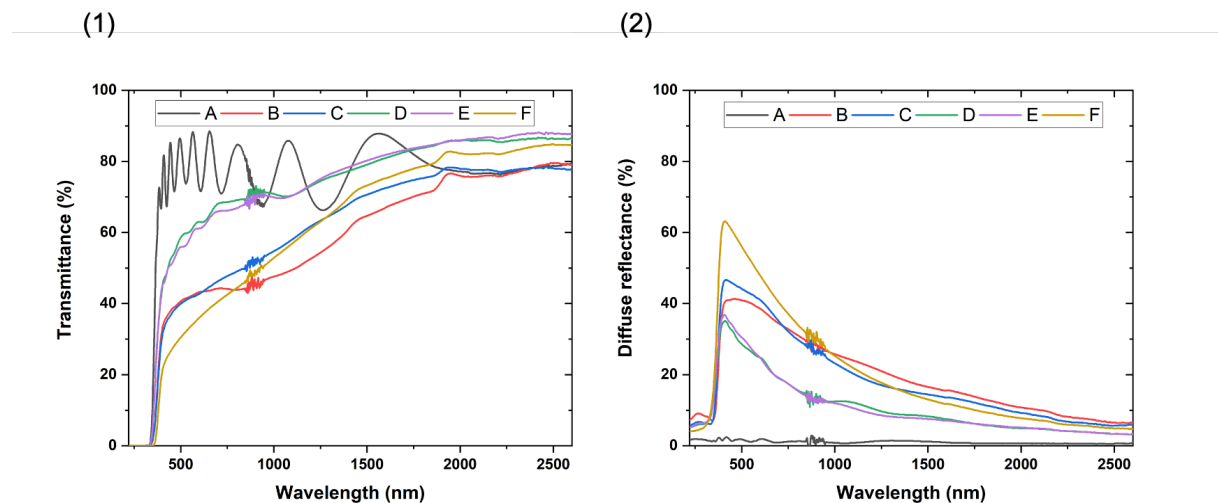 (1)
(2)
100
80
60
40
20
0
Transmittance (%)
A B C D E F
500 1000 1500 2000 2500
Wavelength (nm)
100
80
60
40
20
0
Diffuse reflectance (%)
A B C D E F
500 1000 1500 2000 2500
Wavelength (nm)